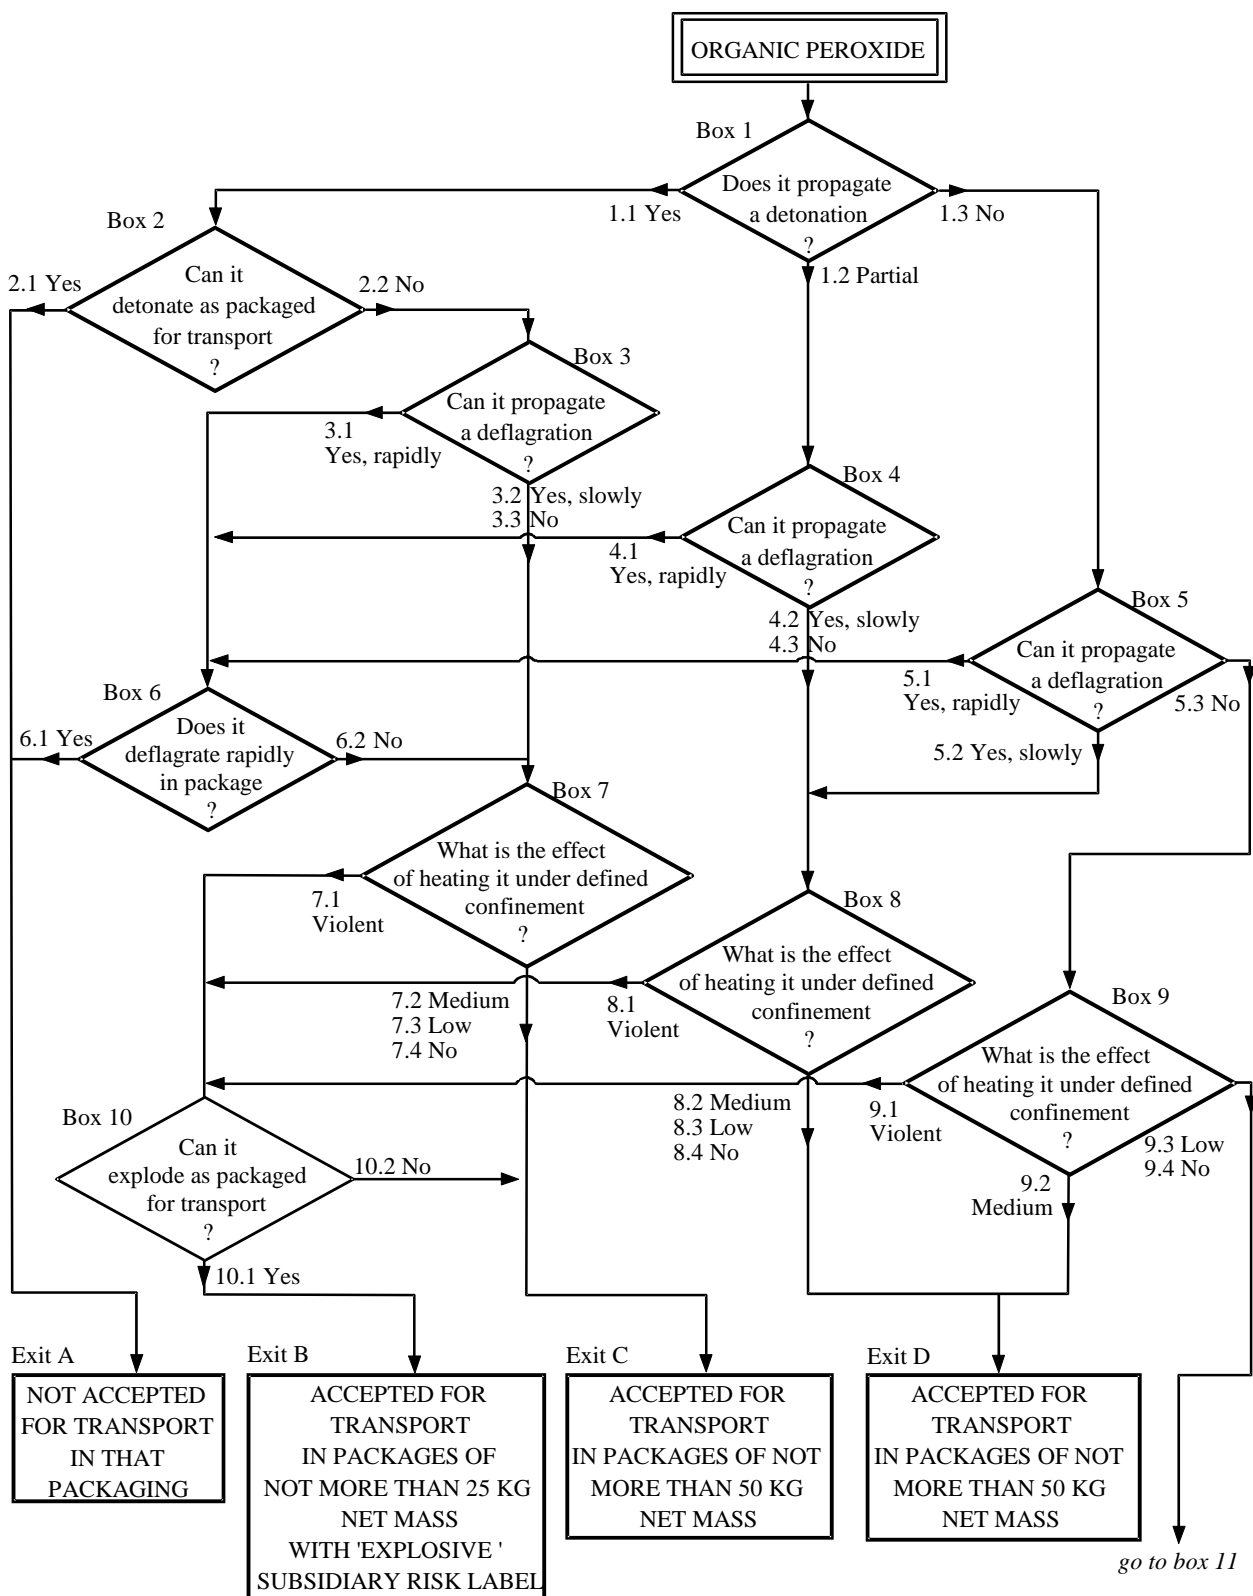 ORGANIC PEROXIDE
Box 1
Does it propagate
a detonation
?
1.1 Yes
1.3 No
1.2 Partial
Box 2
Can it
detonate as packaged
for transport
?
2.1 Yes
2.2 No
Box 3
Can it propagate
a deflagration
?
3.1
Yes, rapidly
3.2 Yes, slowly
3.3 No
Box 4
Can it propagate
a deflagration
?
4.1
Yes, rapidly
4.2 Yes, slowly
4.3 No
Box 5
Can it propagate
a deflagration
?
5.1
Yes, rapidly
5.3 No
5.2 Yes, slowly
Box 6
Does it
deflagrate rapidly
in package
?
6.1 Yes
6.2 No
Box 7
What is the effect
of heating it under defined
confinement
?
7.1
Violent
7.2 Medium
7.3 Low
7.4 No
Box 8
What is the effect
of heating it under defined
confinement
?
8.1
Violent
8.2 Medium
8.3 Low
8.4 No
Box 9
What is the effect
of heating it under defined
confinement
?
9.1
Violent
9.3 Low
9.4 No
9.2
Medium
Box 10
Can it
explode as packaged
for transport
?
10.2 No
10.1 Yes
Exit A
NOT ACCEPTED
FOR TRANSPORT
IN THAT
PACKAGING
Exit B
ACCEPTED FOR
TRANSPORT
IN PACKAGES OF
NOT MORE THAN 25 KG
NET MASS
WITH 'EXPLOSIVE '
SUBSIDIARY RISK LABEL
Exit C
ACCEPTED FOR
TRANSPORT
IN PACKAGES OF NOT
MORE THAN 50 KG
NET MASS
Exit D
ACCEPTED FOR
TRANSPORT
IN PACKAGES OF NOT
MORE THAN 50 KG
NET MASS
go to box 11